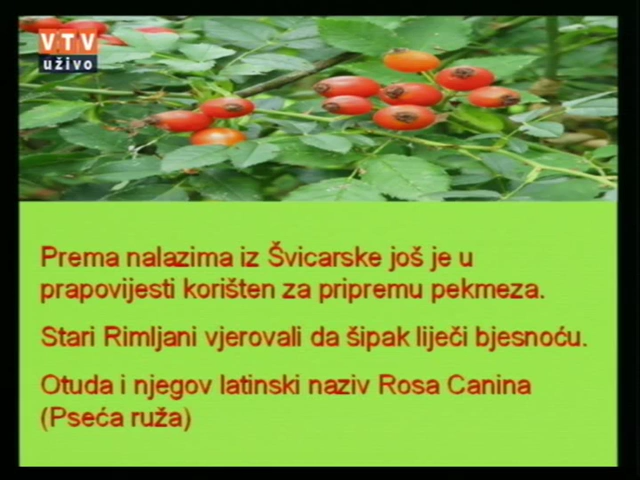 VTV
uživo
Prema nalazima iz Švicarske još je u
prapovijesti korišten za pripremu pekmeza.
Stari Rimljani vjerovali da šipak liječi bjesnoću.
Otuda i njegov latinski naziv Rosa Canina
(Pseća ruža)